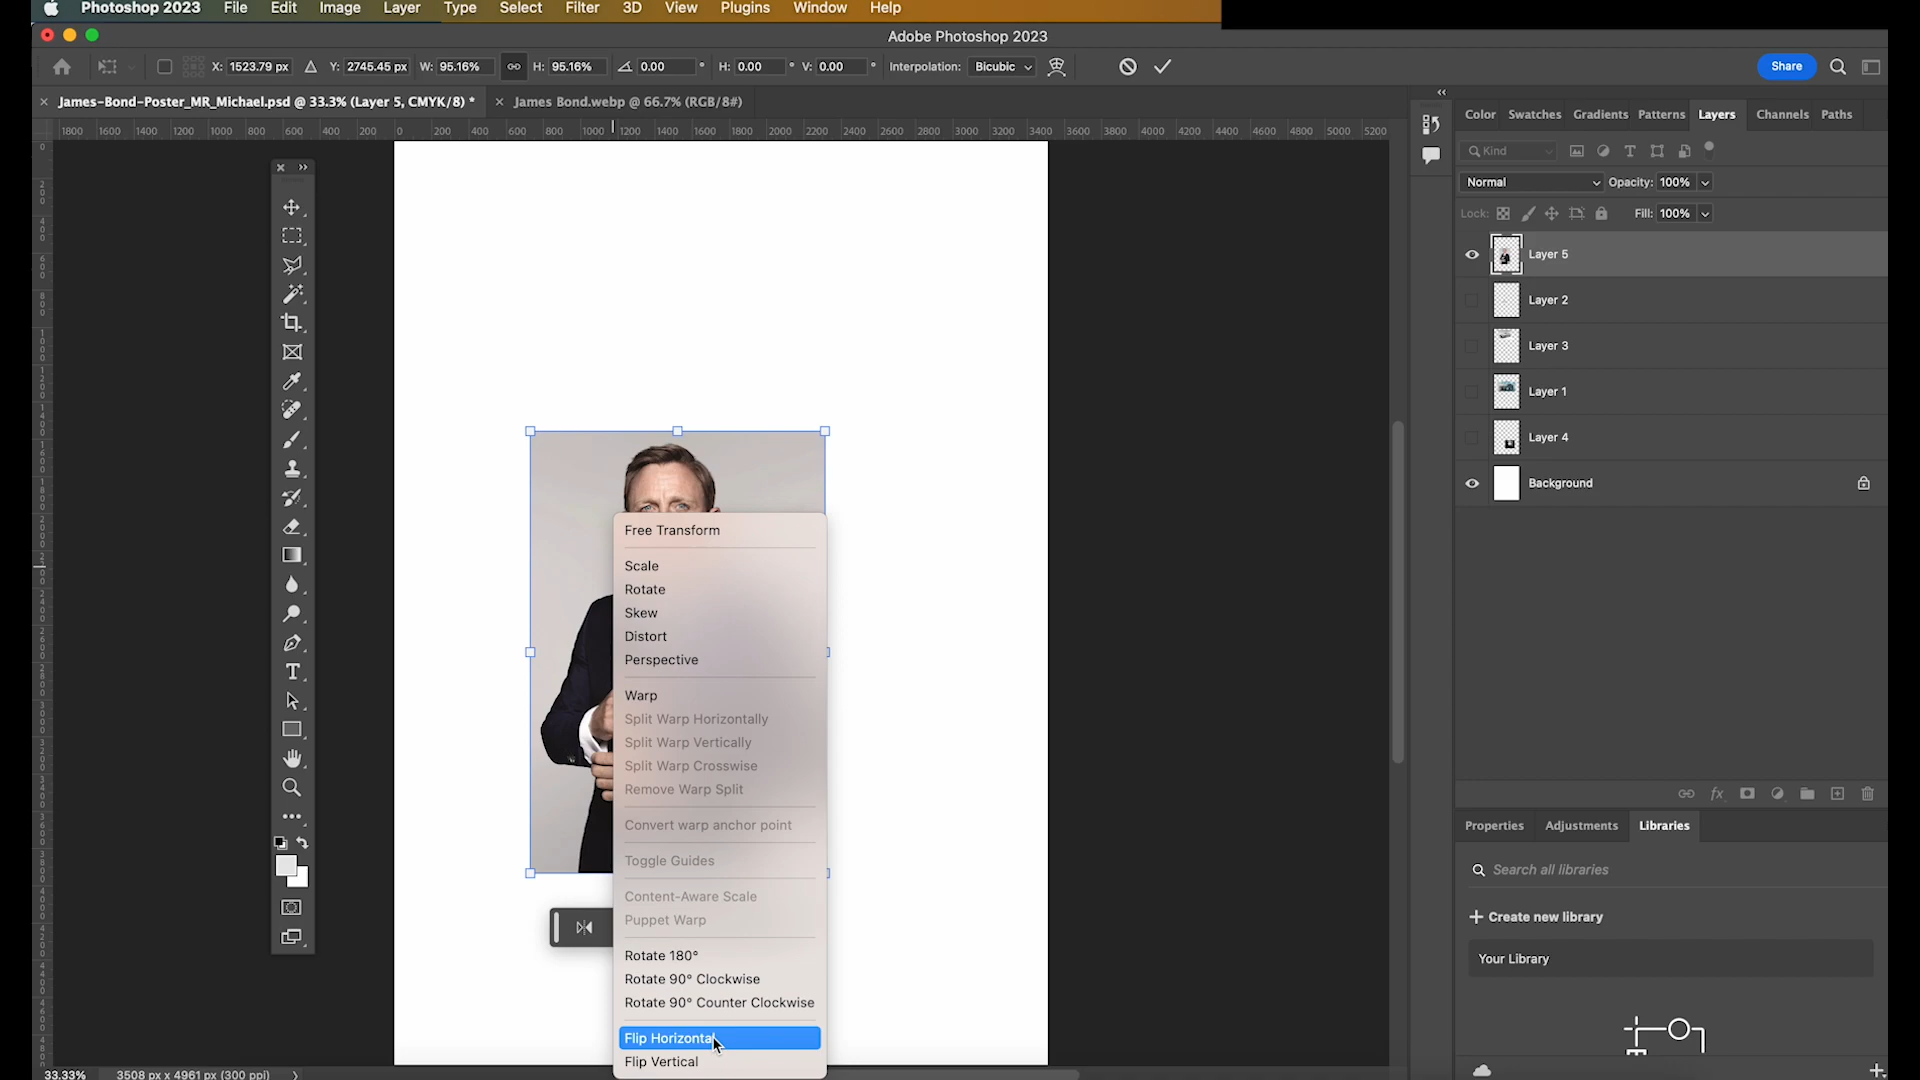 Photoshop 2023 File Edit Image Layer Type Select Filter 3D View Plugins Window Help
Adobe Photoshop 2023
X: 1523.79 px Y: 2745.45 px W: 95.16% H: 95.16% 0.00 ° H: 0.00 ° V: 0.00 ° Interpolation: Bicubic Share
James-Bond-Poster_MR_Michael.psd @ 33.3% (Layer 5, CMYK/8) * James Bond.webp @ 66.7% (RGB/8#)
Color Swatches Gradients Patterns Layers Channels Paths
1800 1600 1400 1200 1000 800 600 400 200 0 200 400 600 800 1000 1200 1400 1600 1800 2000 2200 2400 2600 2800 3000 3200 3400 3600 3800 4000 4200 4400 4600 4800 5000 5200
Kind
Normal Opacity: 100%
Lock: Fill: 100%
Layer 5
Layer 2
Layer 3
Layer 1
Layer 4
Background
Free Transform
Scale
Rotate
Skew
Distort
Perspective
Warp
Split Warp Horizontally
Split Warp Vertically
Split Warp Crosswise
Remove Warp Split
Convert warp anchor point
Toggle Guides
Content-Aware Scale
Puppet Warp
Rotate 180°
Rotate 90° Clockwise
Rotate 90° Counter Clockwise
Flip Horizontal
Flip Vertical
Properties Adjustments Libraries
Search all libraries
Create new library
Your Library
33.33% 3508 px x 4961 px (300 ppi)